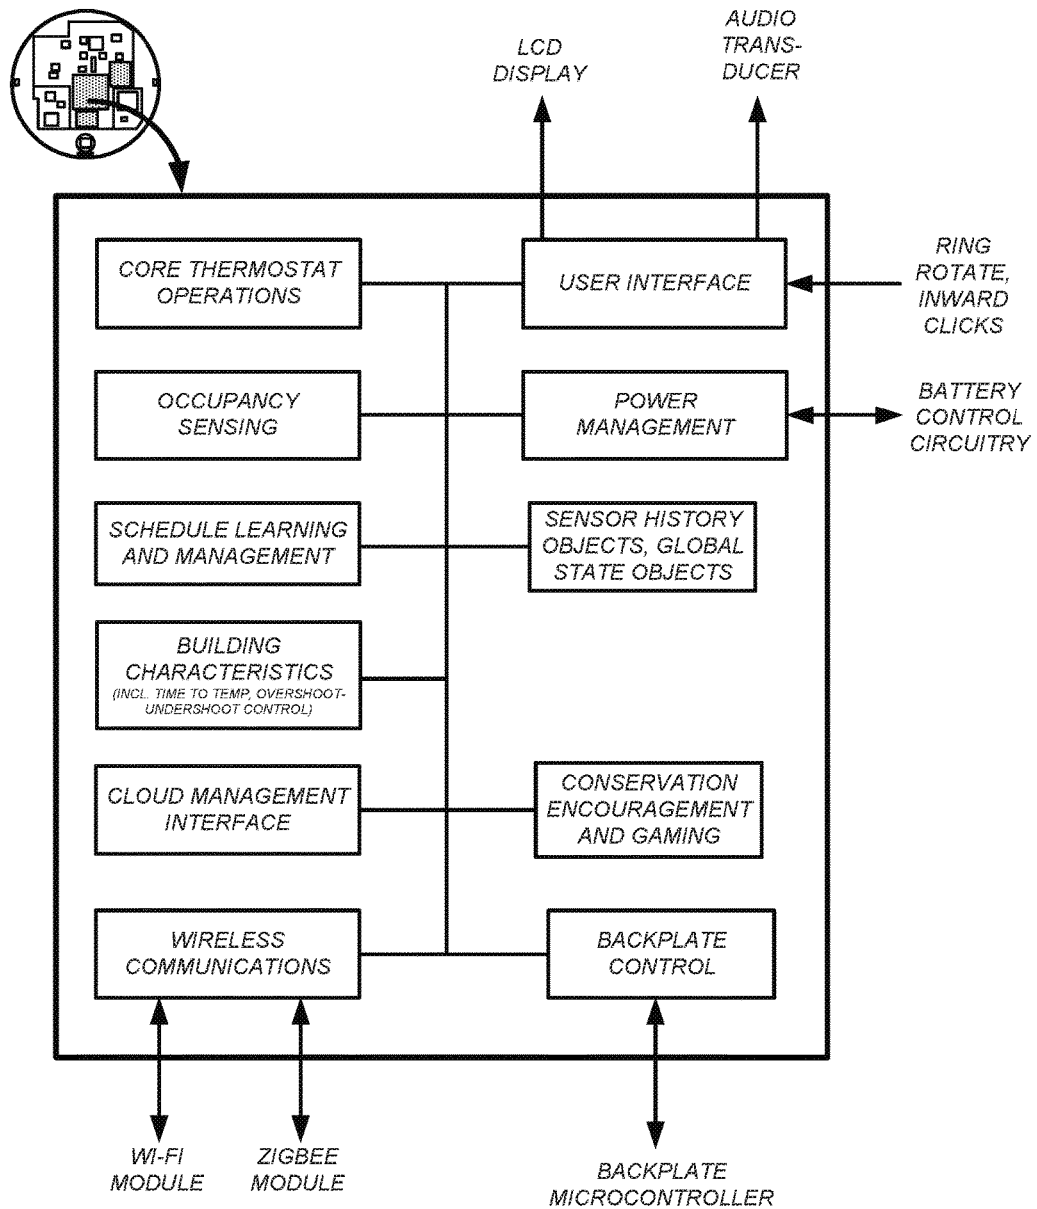 LCD
DISPLAY
AUDIO
TRANS-
DUCER
CORE THERMOSTAT
OPERATIONS
USER INTERFACE
RING
ROTATE,
INWARD
CLICKS
OCCUPANCY
SENSING
POWER
MANAGEMENT
BATTERY
CONTROL
CIRCUITRY
SCHEDULE LEARNING
AND MANAGEMENT
SENSOR HISTORY
OBJECTS, GLOBAL
STATE OBJECTS
BUILDING
CHARACTERISTICS
(INCL. TIME TO TEMP, OVERSHOOT-
UNDERSHOOT CONTROL)
CLOUD MANAGEMENT
INTERFACE
CONSERVATION
ENCOURAGEMENT
AND GAMING
WIRELESS
COMMUNICATIONS
BACKPLATE
CONTROL
WI-FI
MODULE
ZIGBEE
MODULE
BACKPLATE
MICROCONTROLLER